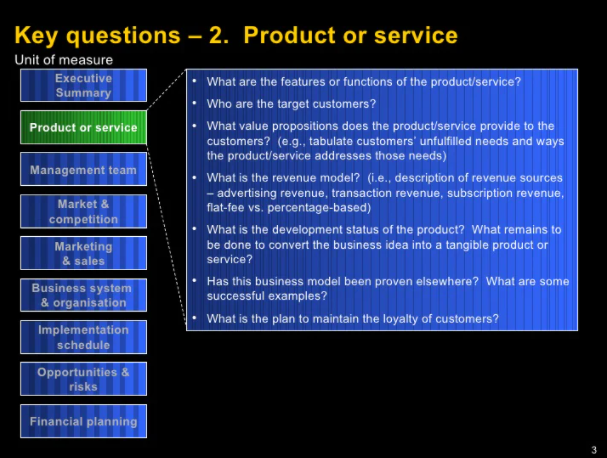 Key questions – 2.  Product or service
Unit of measure
Executive
Summary
Product or service
Management team
Market &
competition
Marketing
& sales
Business system
& organisation
Implementation
schedule
Opportunities &
risks
Financial planning
• What are the features or functions of the product/service?
• Who are the target customers?
• What value propositions does the product/service provide to the
customers?  (e.g., tabulate customers' unfulfilled needs and ways
the product/service addresses those needs)
• What is the revenue model?  (i.e., description of revenue sources
– advertising revenue, transaction revenue, subscription revenue,
flat-fee vs. percentage-based)
• What is the development status of the product?  What remains to
be done to convert the business idea into a tangible product or
service?
• Has this business model been proven elsewhere?  What are some
successful examples?
• What is the plan to maintain the loyalty of customers?
3